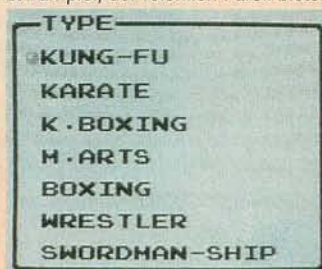 TYPE
KUNG-FU
KARATE
K.BOXING
M.ARTS
BOXING
WRESTLER
SWORDMAN-SHIP